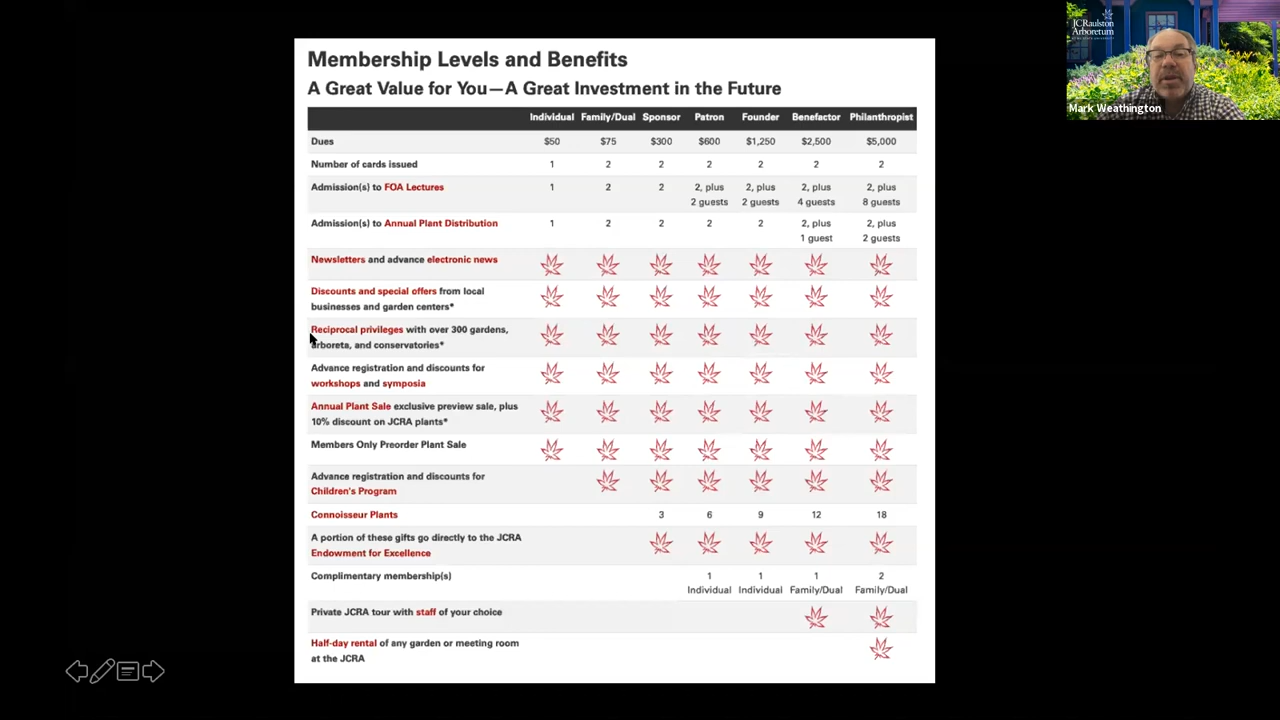 Membership Levels and Benefits
A Great Value for You—A Great Investment in the Future
Individual Family/Dual Sponsor Patron Founder Benefactor Philanthropist
Dues $50 $75 $300 $600 $1,250 $2,500 $5,000
Number of cards issued 1 2 2 2 2 2 2
Admission(s) to FOA Lectures 1 2 2 2, plus 2, plus 2, plus 2, plus
2 guests 2 guests 4 guests 8 guests
Admission(s) to Annual Plant Distribution 1 2 2 2 2 2, plus 2, plus
1 guest 2 guests
Newsletters and advance electronic news
Discounts and special offers from local
businesses and garden centers*
Reciprocal privileges with over 300 gardens,
arboreta, and conservatories*
Advance registration and discounts for
workshops and symposia
Annual Plant Sale exclusive preview sale, plus
10% discount on JCRA plants*
Members Only Preorder Plant Sale
Advance registration and discounts for
Children's Program
Connoisseur Plants 3 6 9 12 18
A portion of these gifts go directly to the JCRA
Endowment for Excellence
Complimentary membership(s) 1 1 1 2
Individual Individual Family/Dual Family/Dual
Private JCRA tour with staff of your choice
Half-day rental of any garden or meeting room
at the JCRA
JCRaulston
Arboretum
Mark Weathington